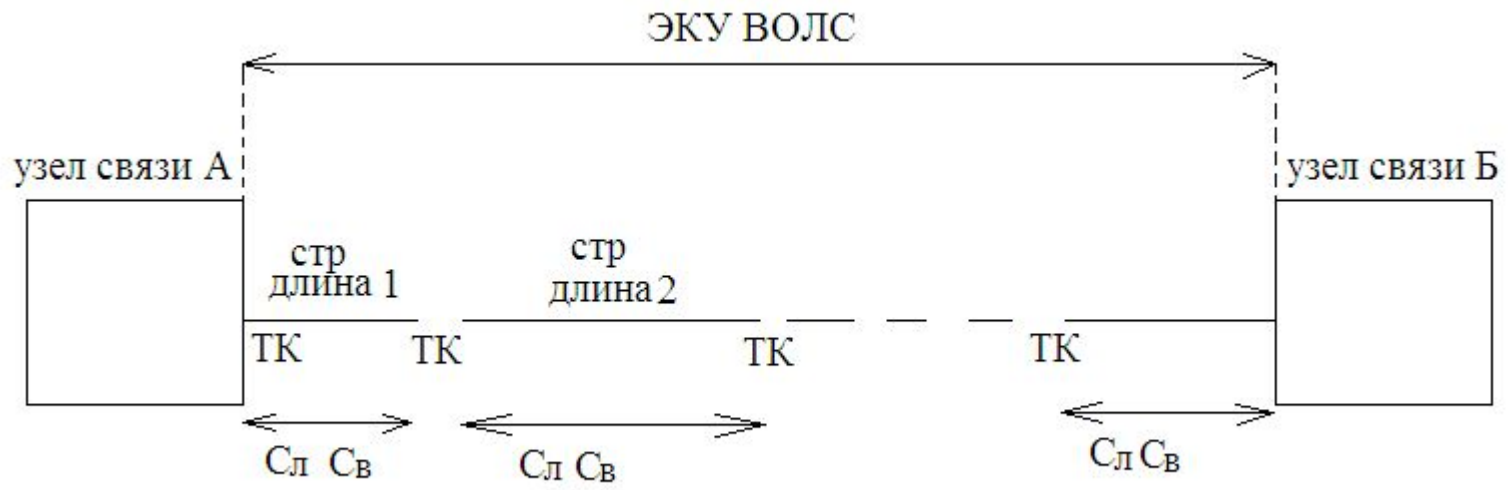 ЭКУ ВОЛС
узел связи А
узел связи Б
стр
длина 1
стр
длина 2
ТК
ТК
ТК
ТК
Сл Св
Сл Св
Сл Св